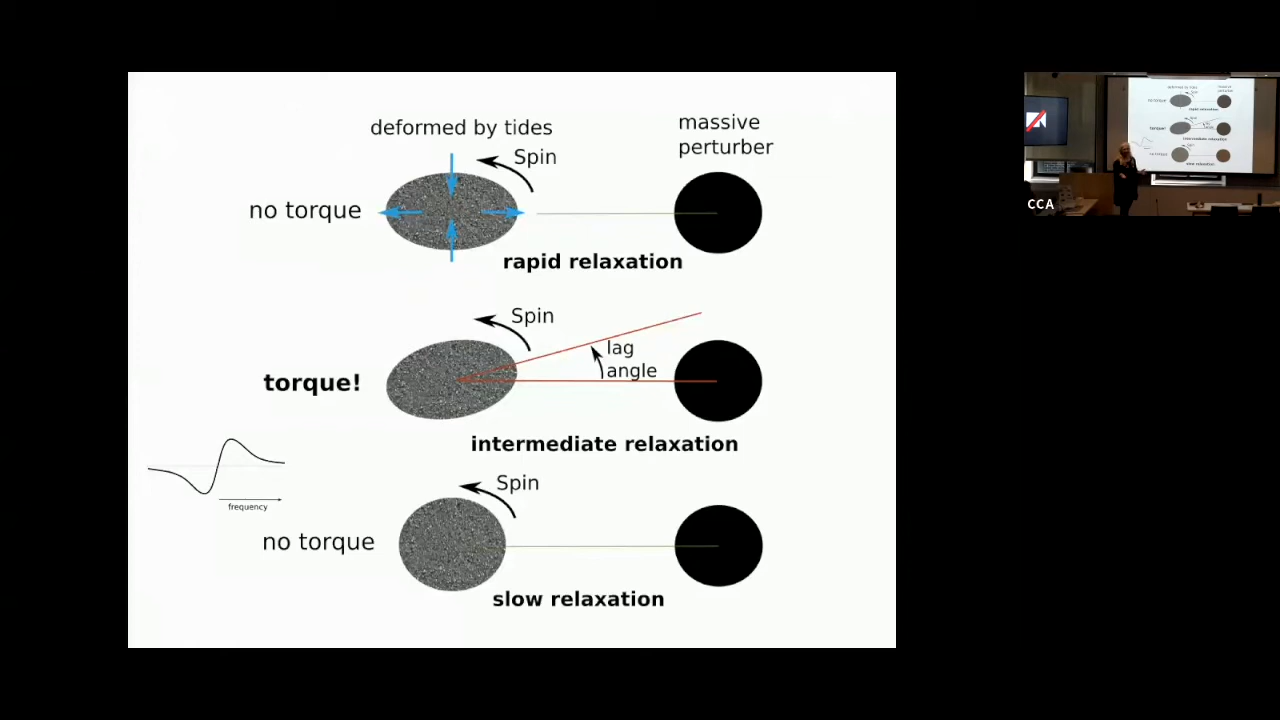 deformed by tides
massive
perturber
Spin
no torque
rapid relaxation
Spin
lag
angle
torque!
intermediate relaxation
frequency
Spin
no torque
slow relaxation
CCA